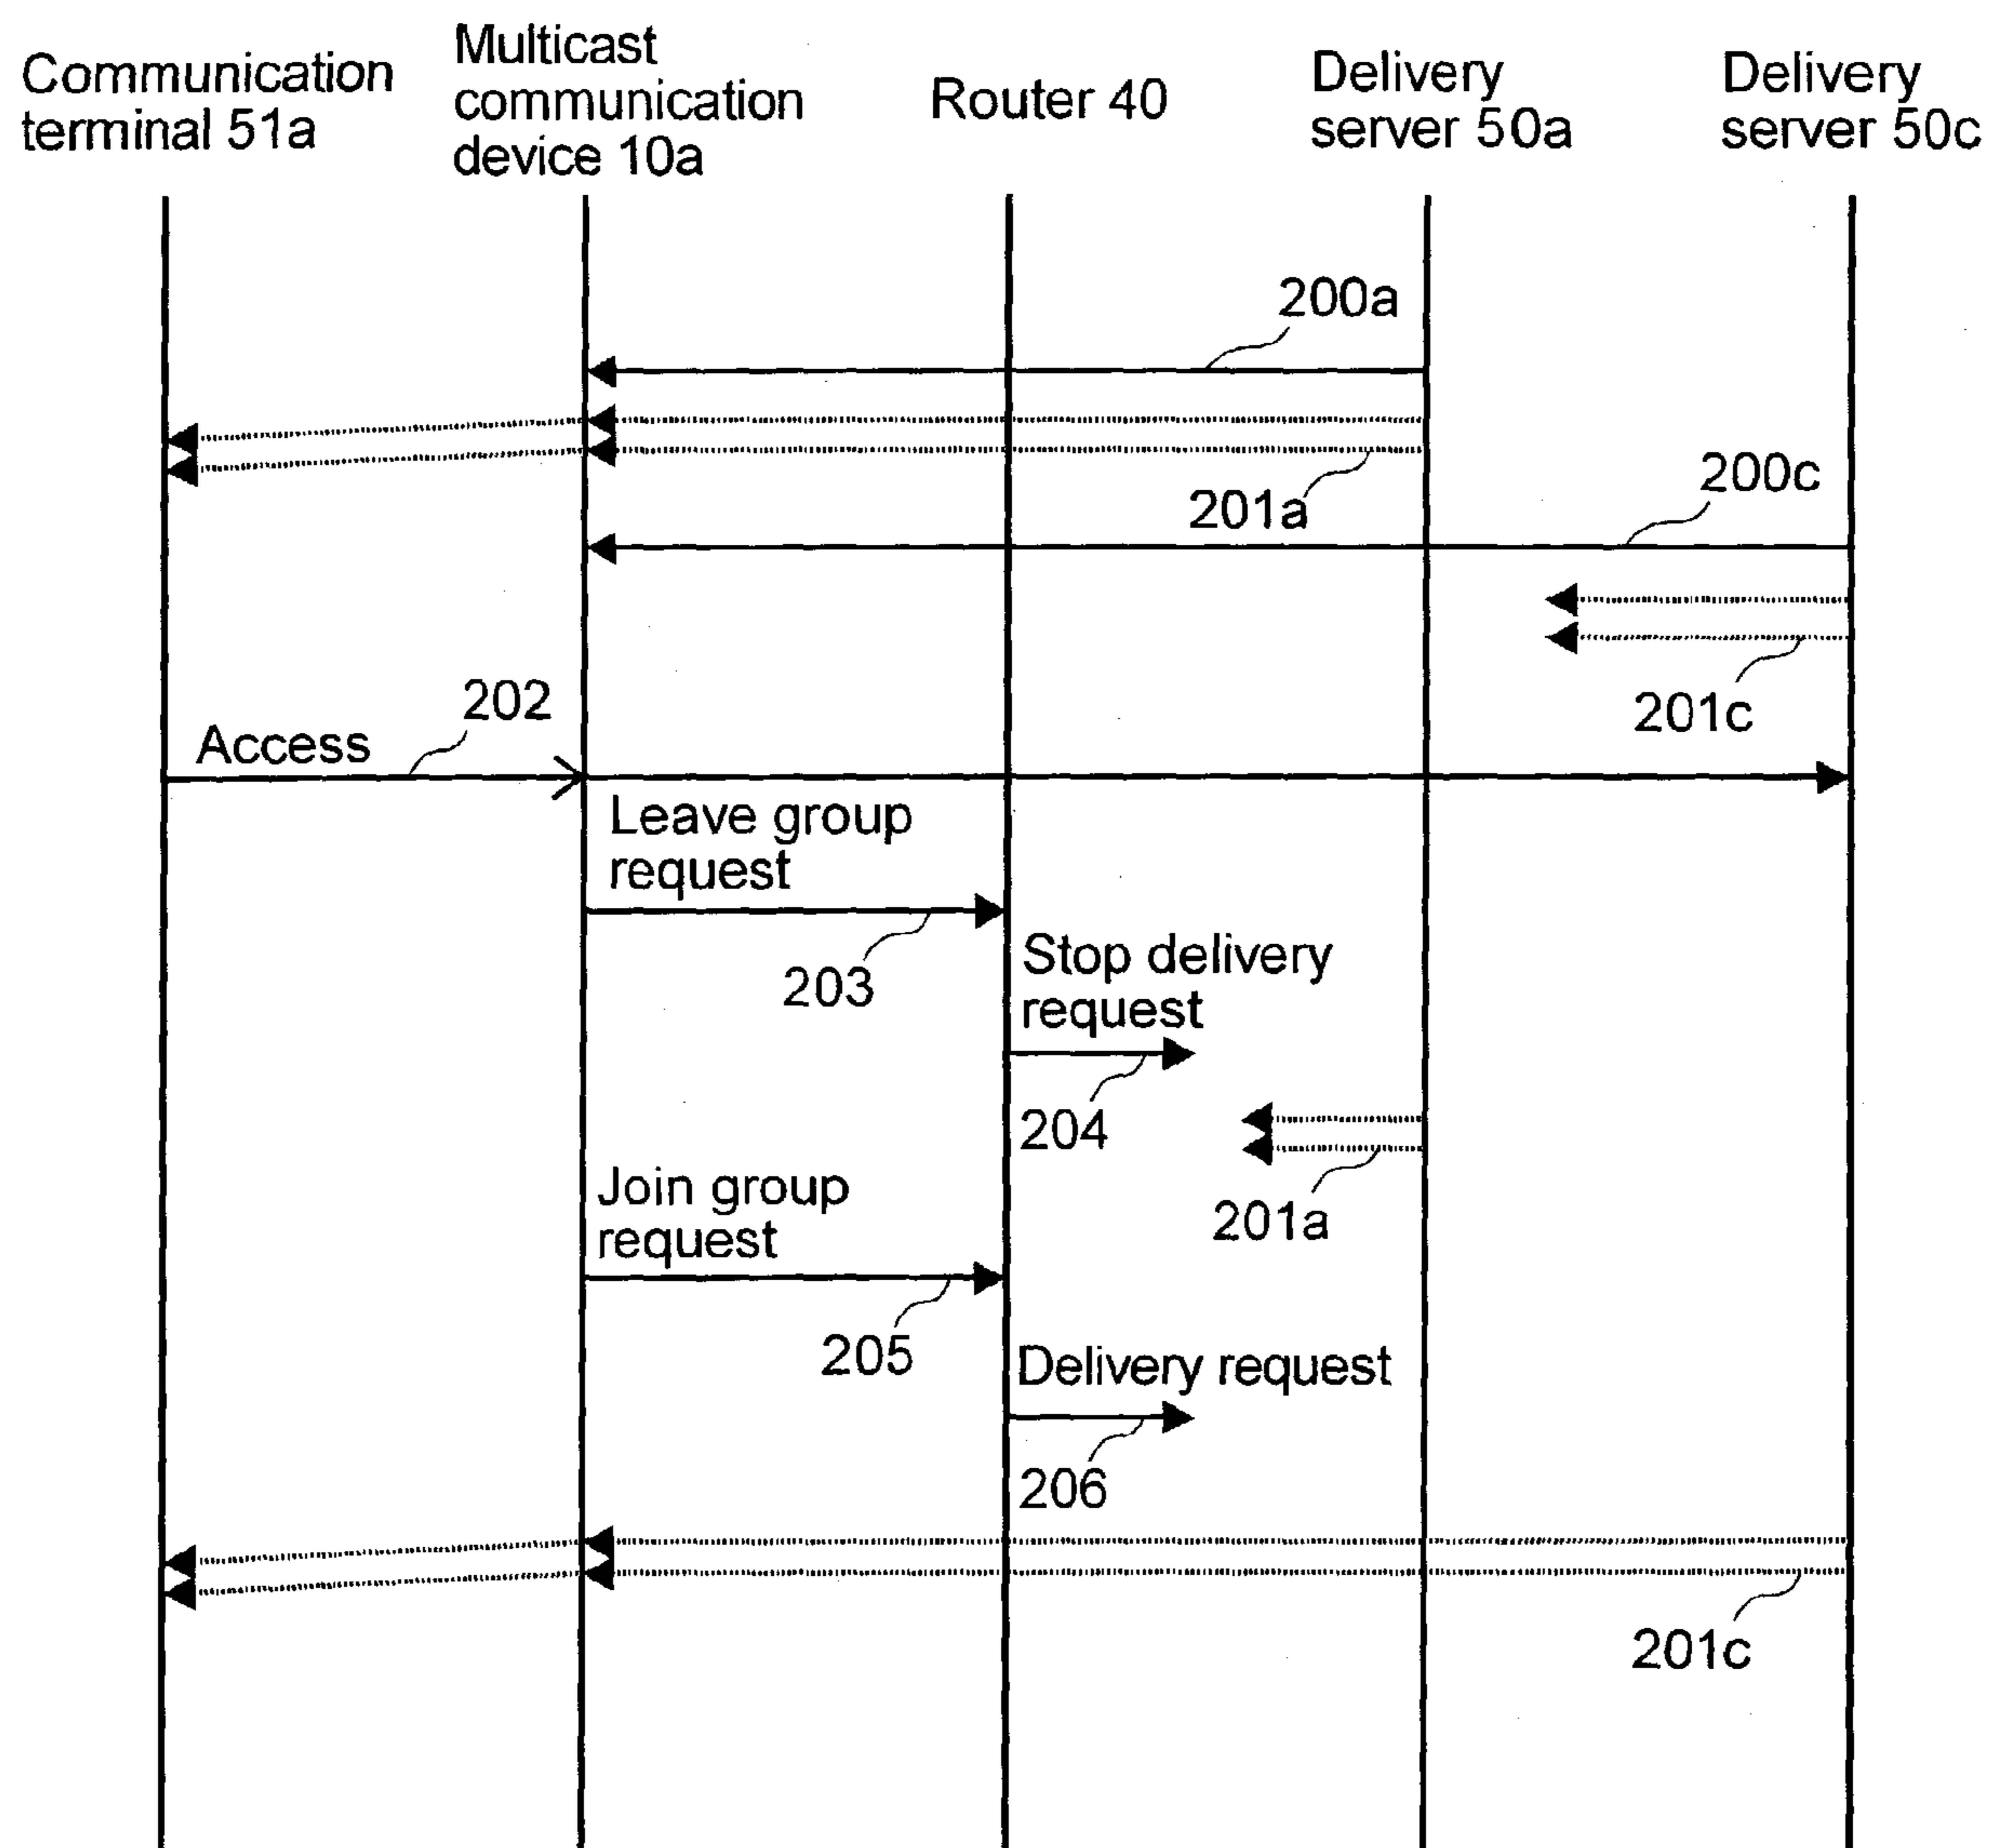 Communication
terminal 51a
Multicast
communication
device 10a
Router 40
Delivery
server 50a
Delivery
server 50c
200a
201a
200c
201c
202
Access
Leave group
request
203
Stop delivery
request
204
201a
Join group
request
205
Delivery request
206
201c